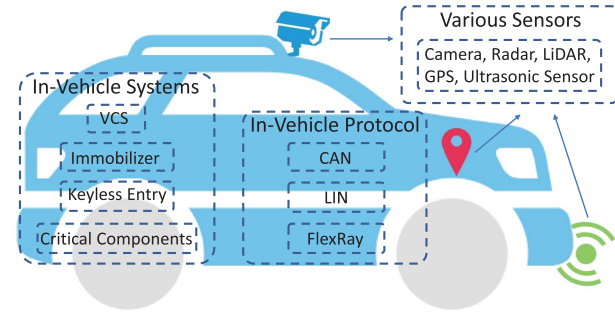 Various Sensors
Camera, Radar, LiDAR,
GPS, Ultrasonic Sensor
In-Vehicle Systems
VCS
Immobilizer
Keyless Entry
Critical Components
In-Vehicle Protocol
CAN
LIN
FlexRay